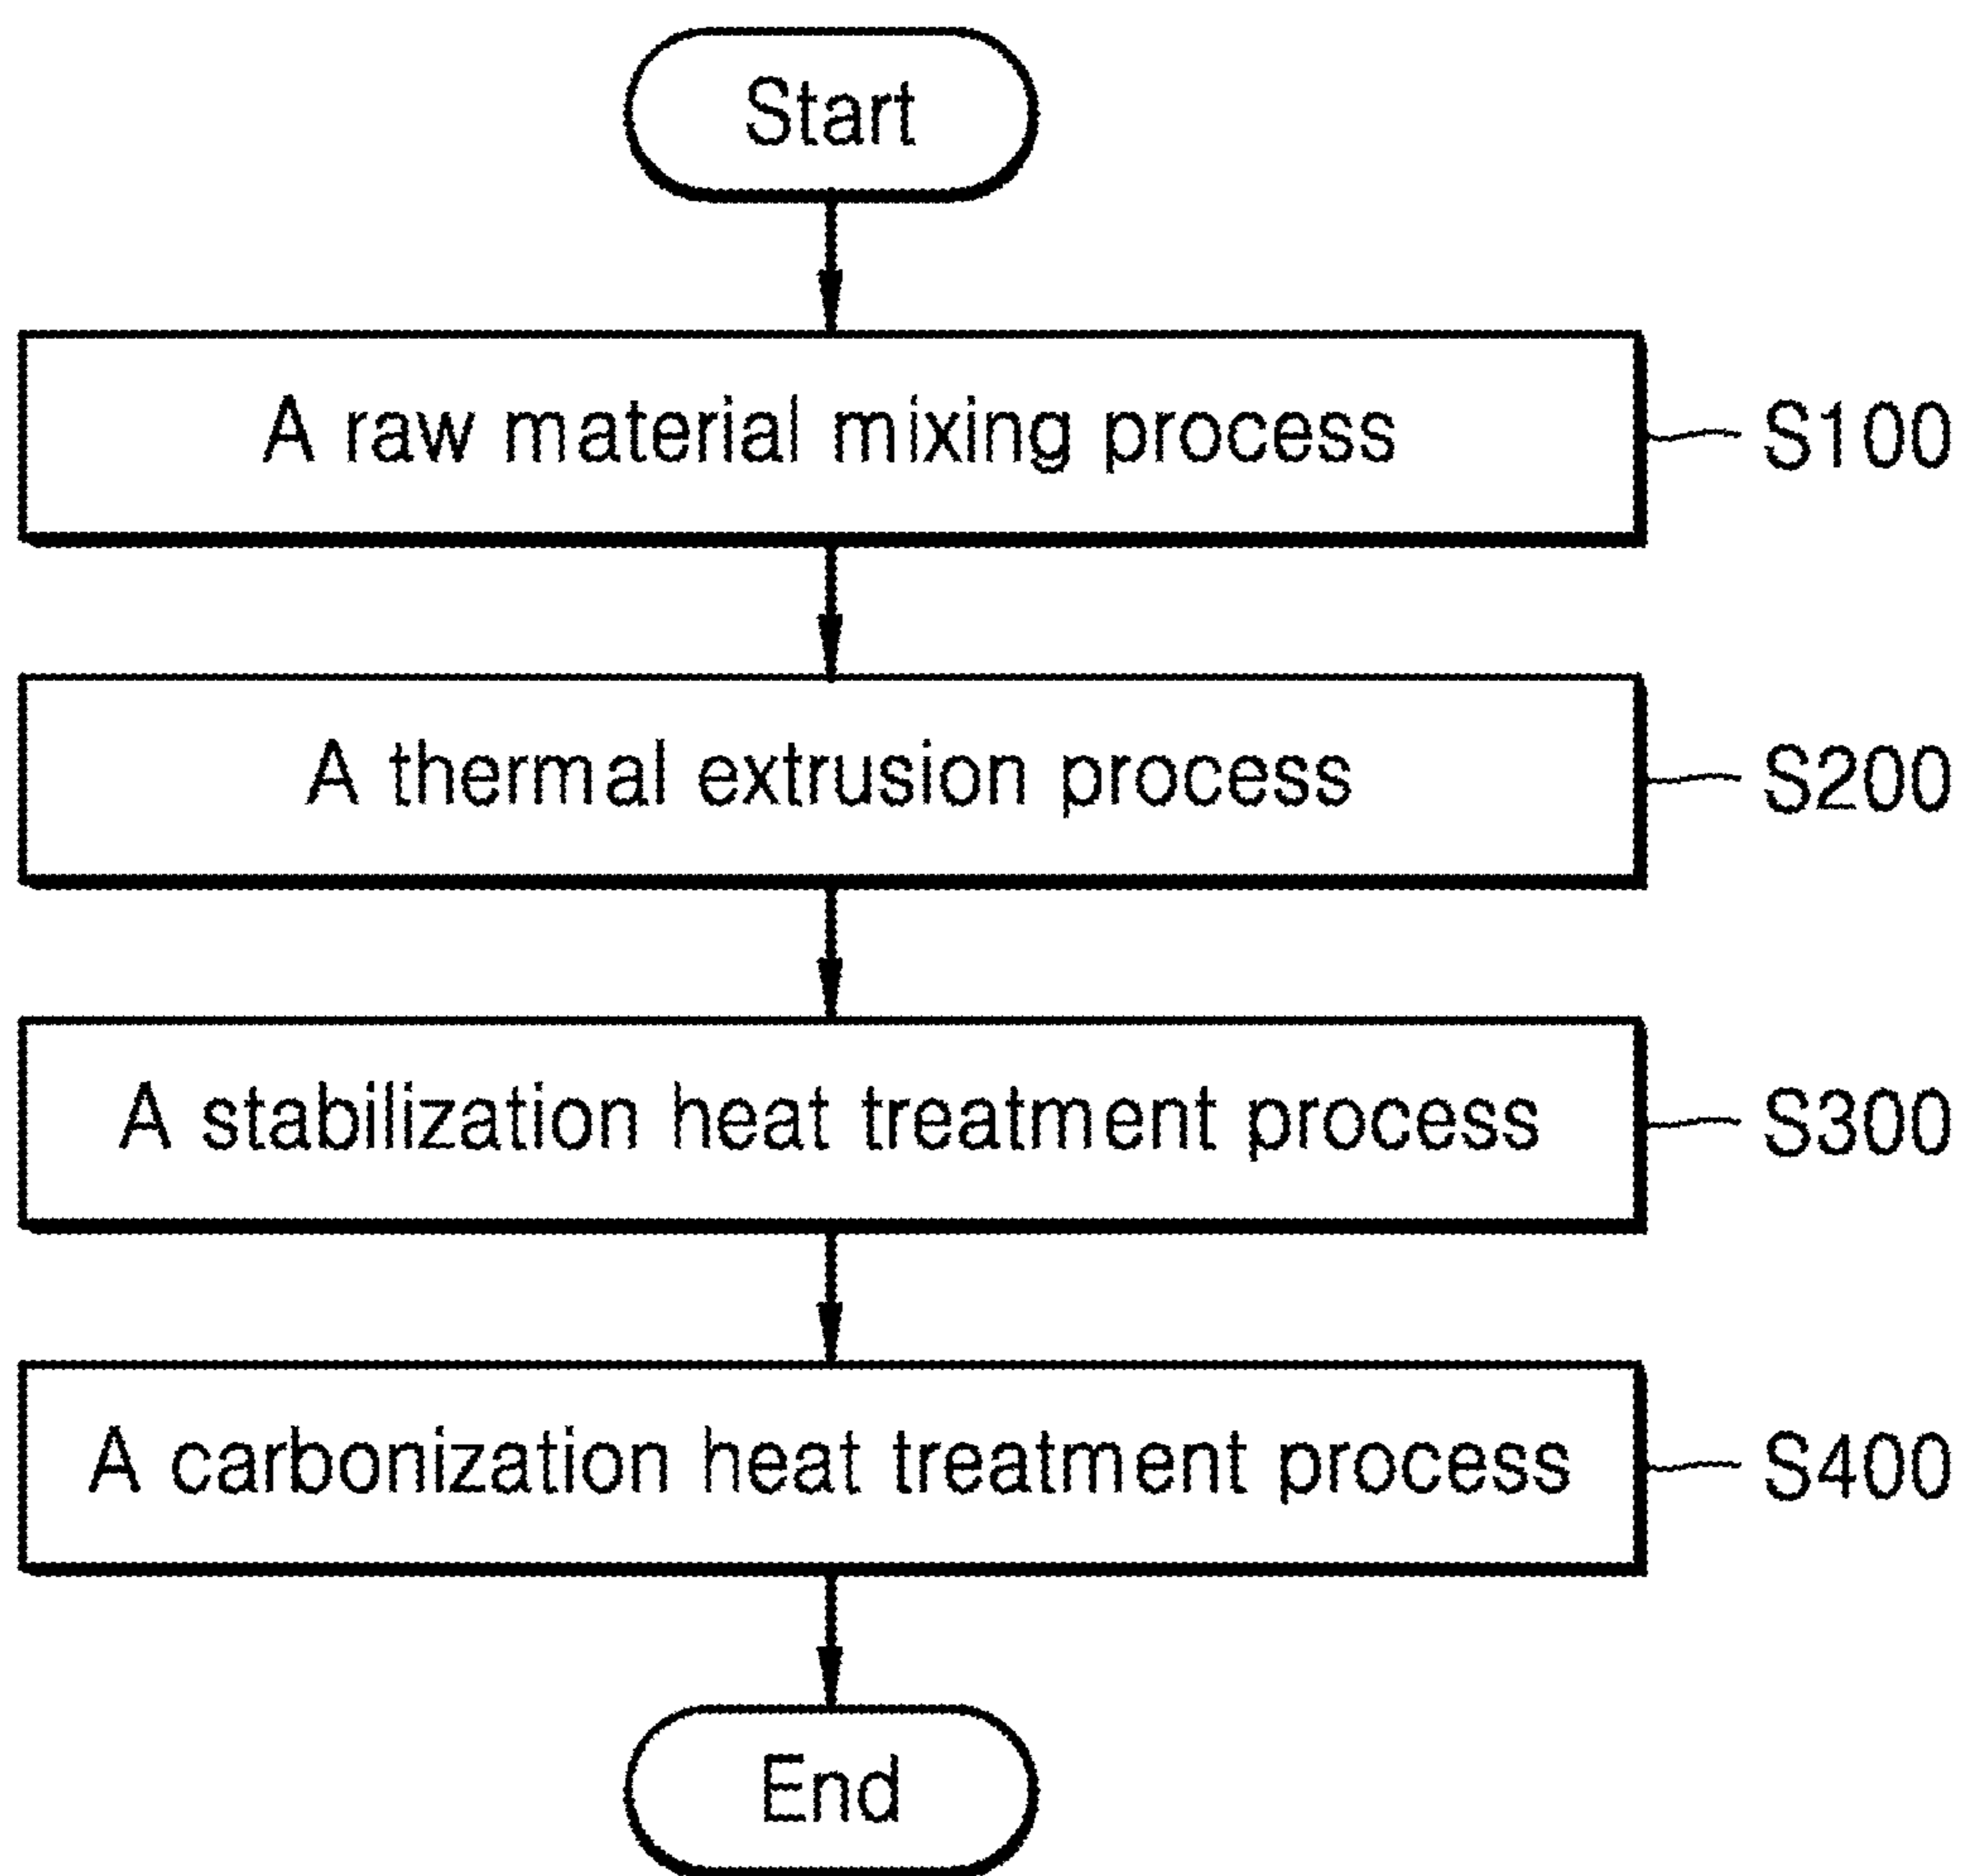 Start
A raw material mixing process S100
A thermal extrusion process S200
A stabilization heat treatment process S300
A carbonization heat treatment process S400
End